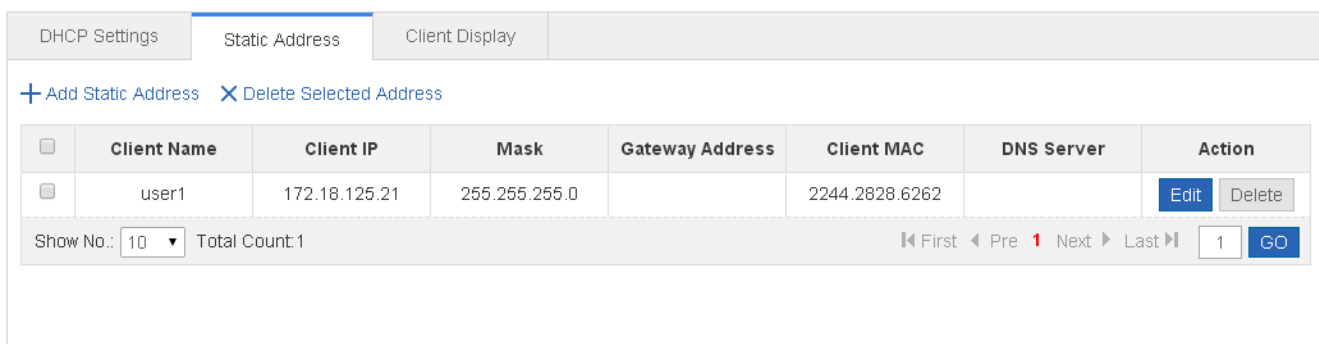 DHCP Settings Static Address Client Display
Add Static Address Delete Selected Address
Client Name Client IP Mask Gateway Address Client MAC DNS Server Action
user1 172.18.125.21 255.255.255.0 2244.2828.6262 Edit Delete
Show No.: 10 Total Count:1 First Pre 1 Next Last 1 GO